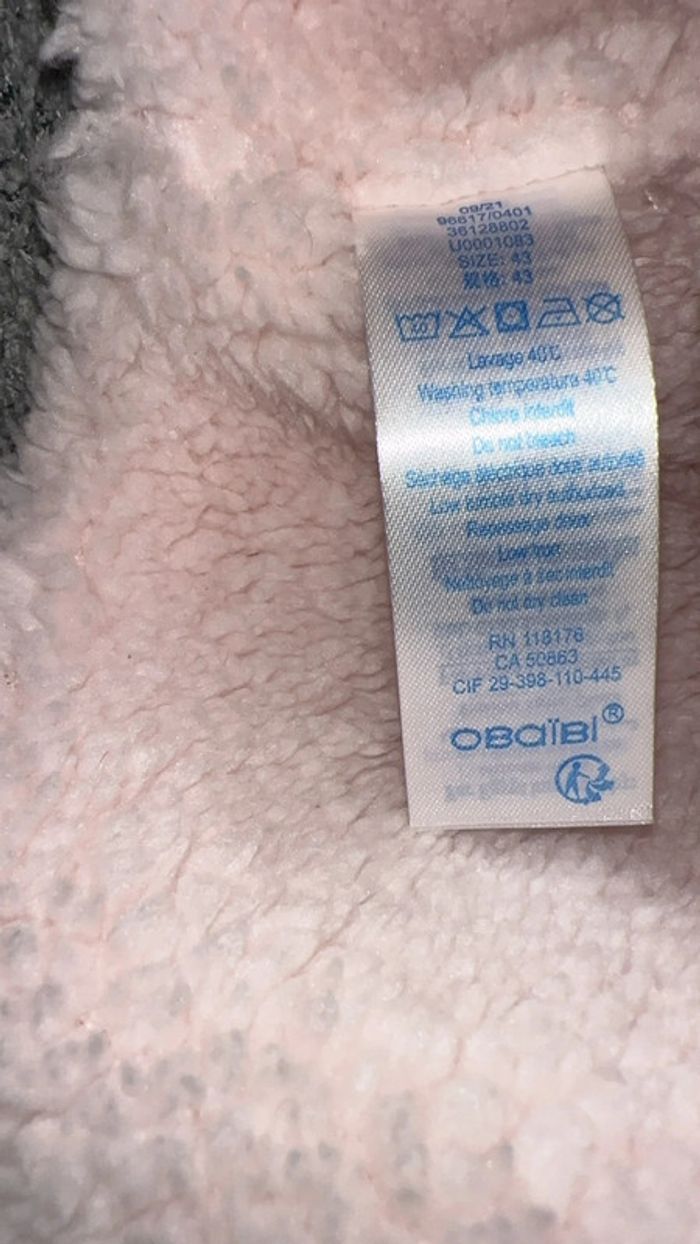 09/21
96617/0401
36128802
U0001083
SIZE: 43
规格: 43
Lavage 40℃
Washing temperatura 40℃
Chlore interdit
Do not bleach
Séchage électrique doux autorisé
Low tumble dry authorized
Repassage doux
Low iron
Nettoyage à sec interdit
Do not dry clean
RN 118176
CA 50863
CIF 29-398-110-445
OBAÏBI®